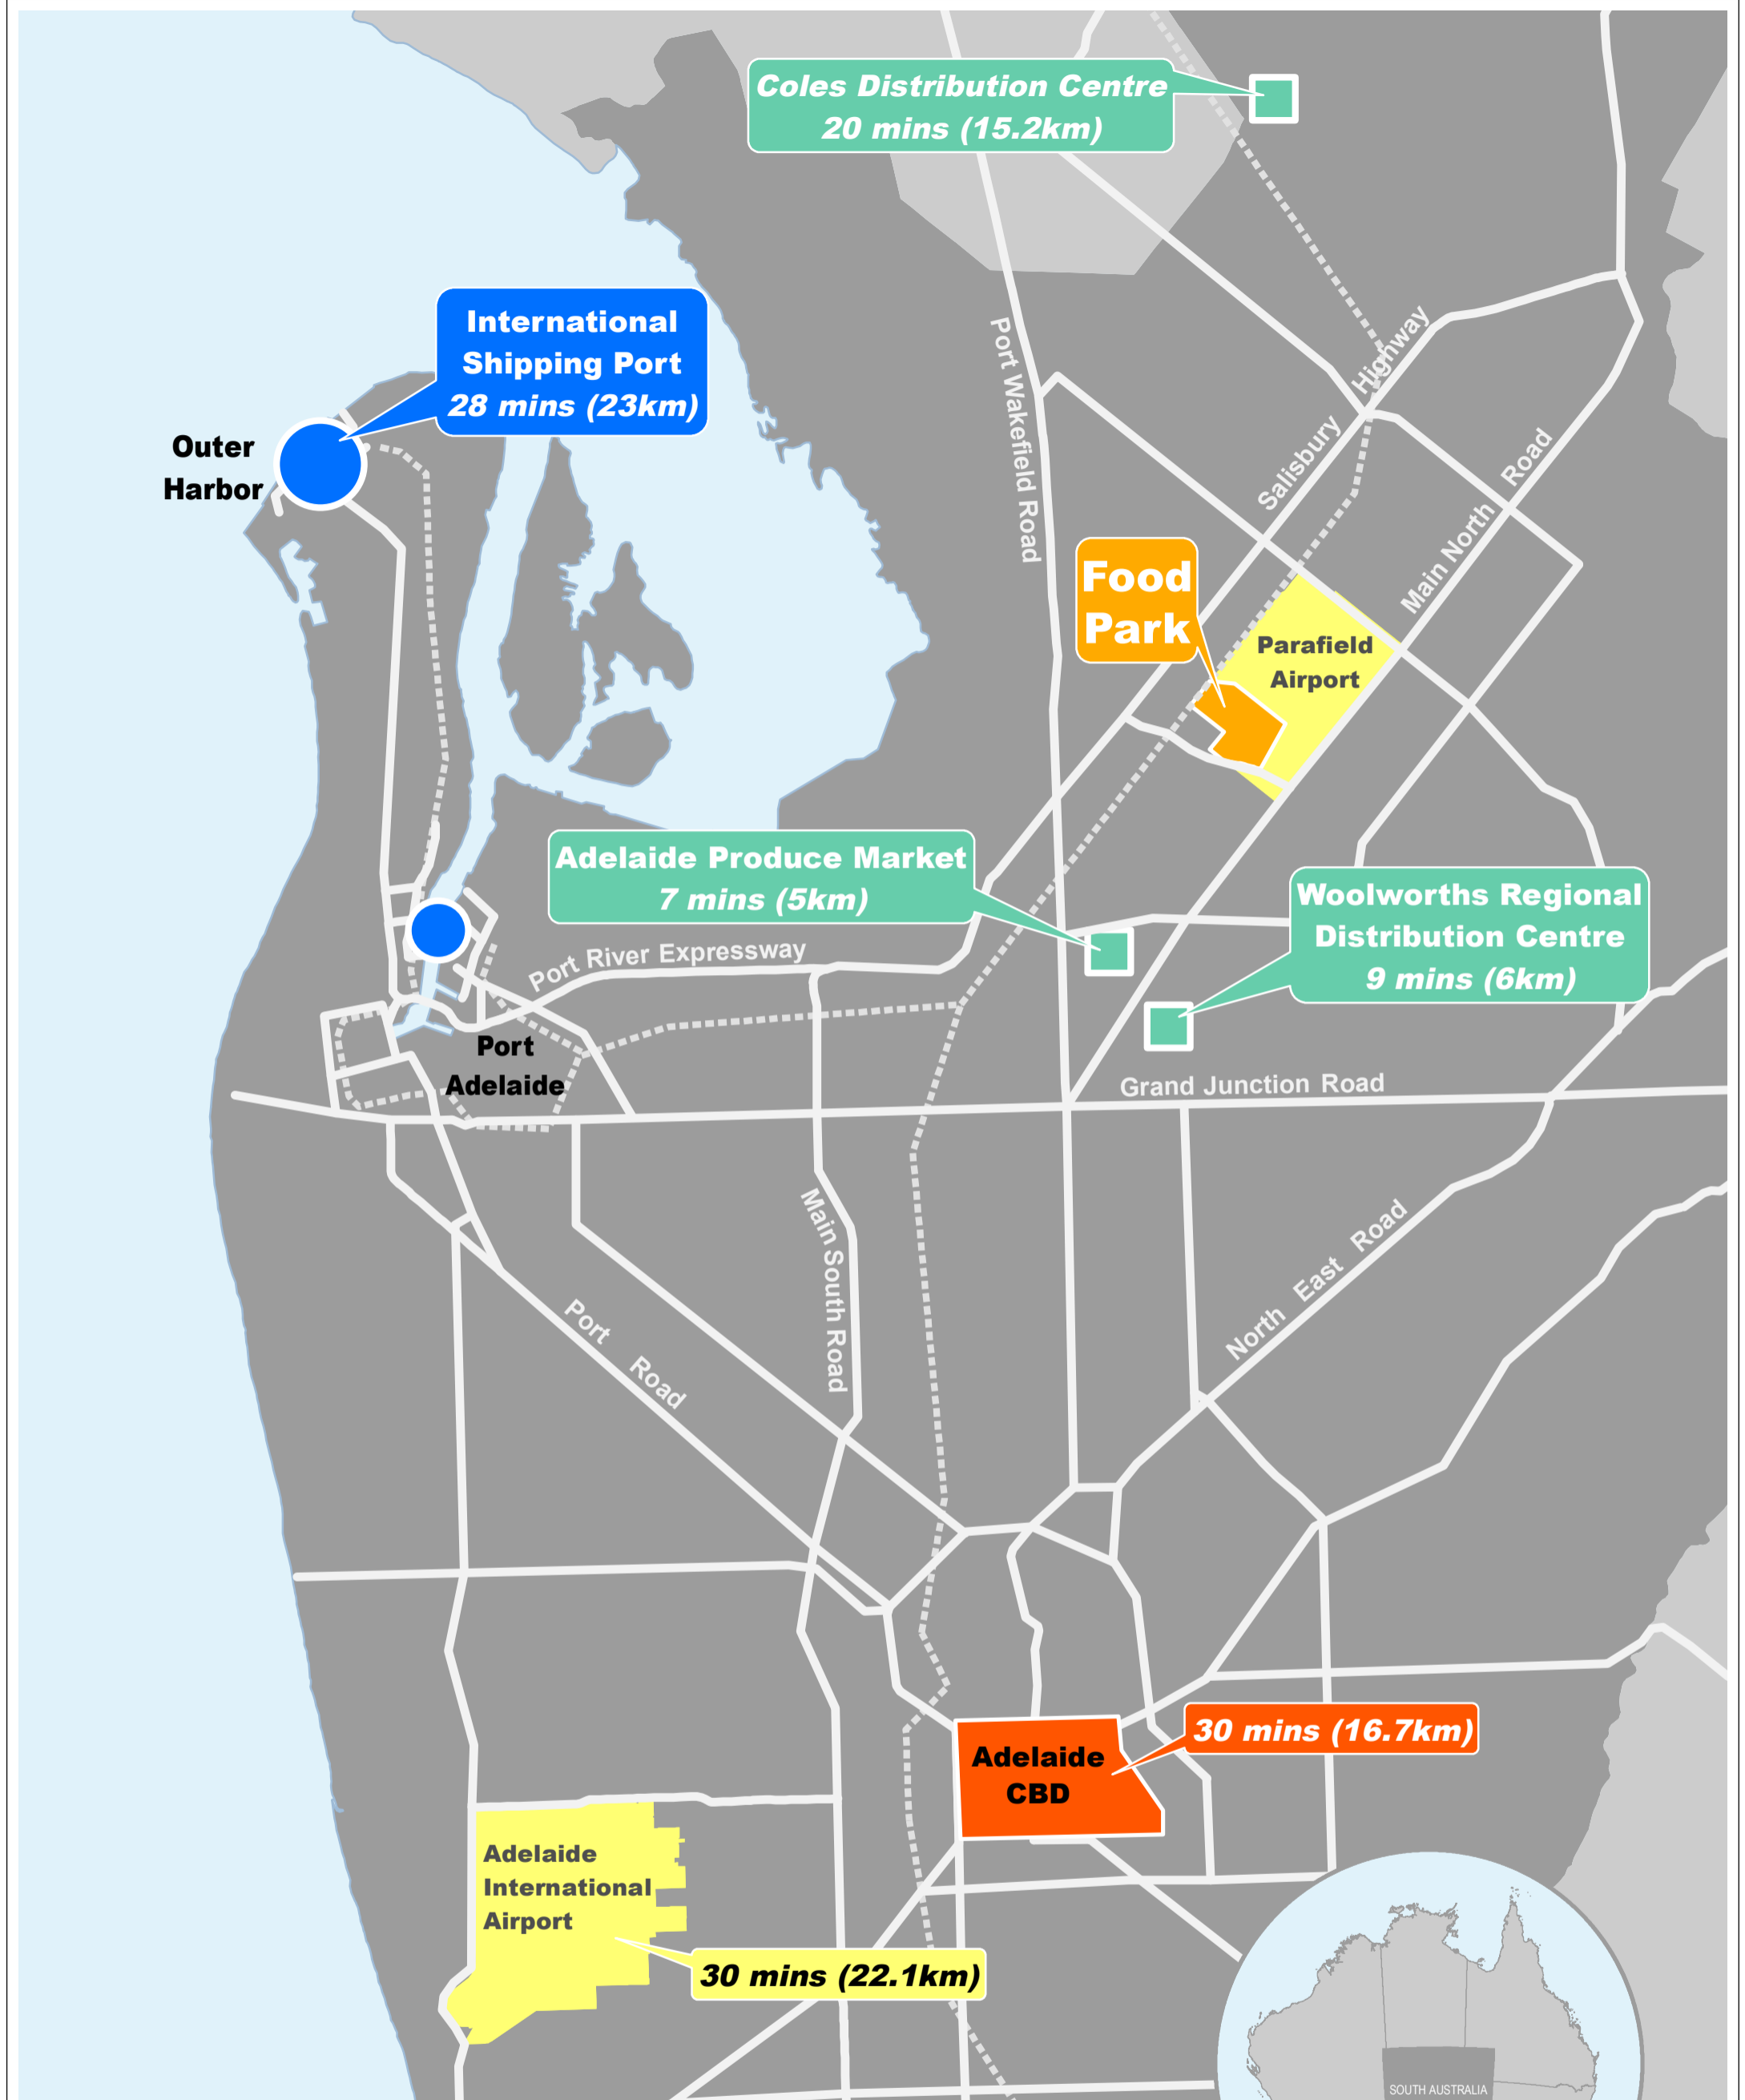 Coles Distribution Centre
20 mins (15.2km)
International
Shipping Port
28 mins (23km)
Outer
Harbor
Port Wakefield Road
Salisbury Highway
Main North Road
Food
Park
Parafield
Airport
Adelaide Produce Market
7 mins (5km)
Woolworths Regional
Distribution Centre
9 mins (6km)
Port River Expressway
Port
Adelaide
Grand Junction Road
Main South Road
North East Road
Port Road
30 mins (16.7km)
Adelaide
CBD
Adelaide
International
Airport
30 mins (22.1km)
SOUTH AUSTRALIA